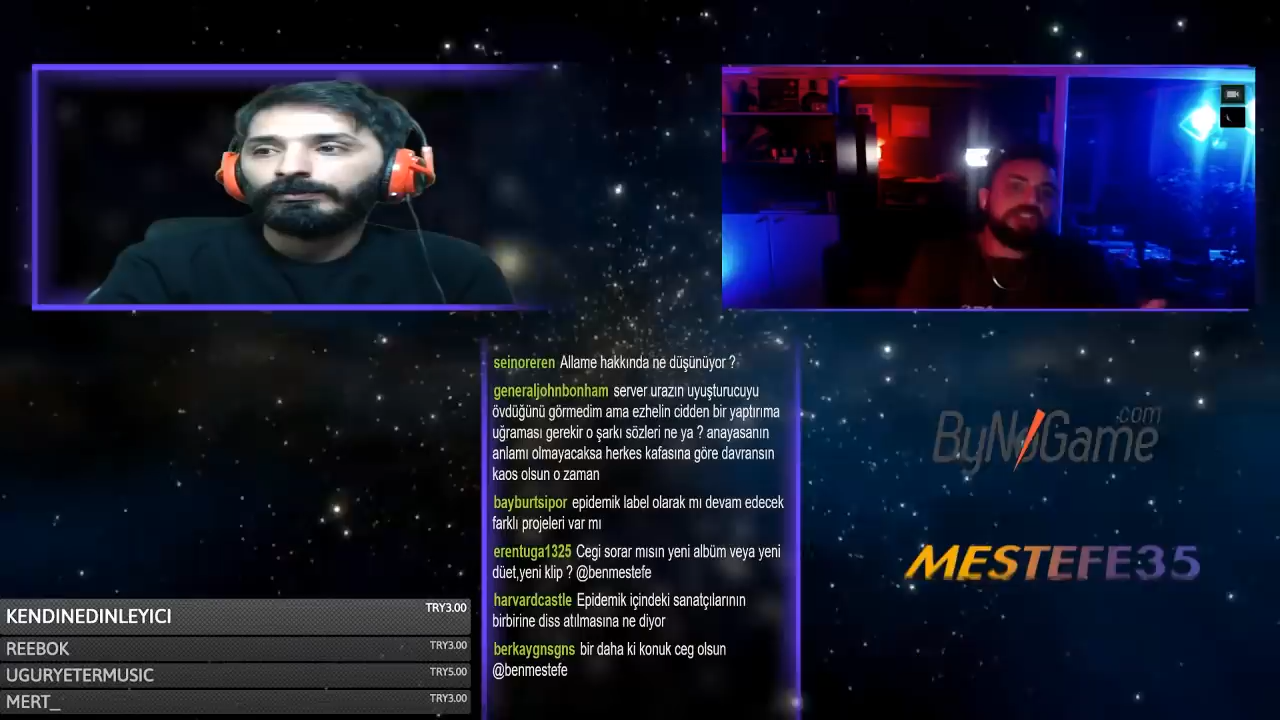 seinoreren Allame hakkında ne düşünüyor ?
generaljohnbonham server urazın uyuşturucuyu
övdüğünü görmedim ama ezhelin cidden bir yaptırıma
uğraması gerekir o şarkı sözleri ne ya ? anayasanın
anlamı olmayacaksa herkes kafasına göre davransın
kaos olsun o zaman
bayburtsipor epidemik label olarak mı devam edecek
farklı projeleri var mı
erentuga1325 Cegi sorar mısın yeni albüm veya yeni
düet,yeni klip ? @benmestefe
harvardcastle Epidemik içindeki sanatçılarının
birbirine diss atılmasına ne diyor
berkaygnsgns bir daha ki konuk ceg olsun
@benmestefe
ByNoGame.com
MESTEFE35
KENDINEDINLEYICI TRY3.00
REEBOK TRY3.00
UGURYETERMUSIC TRY5.00
MERT_ TRY3.00